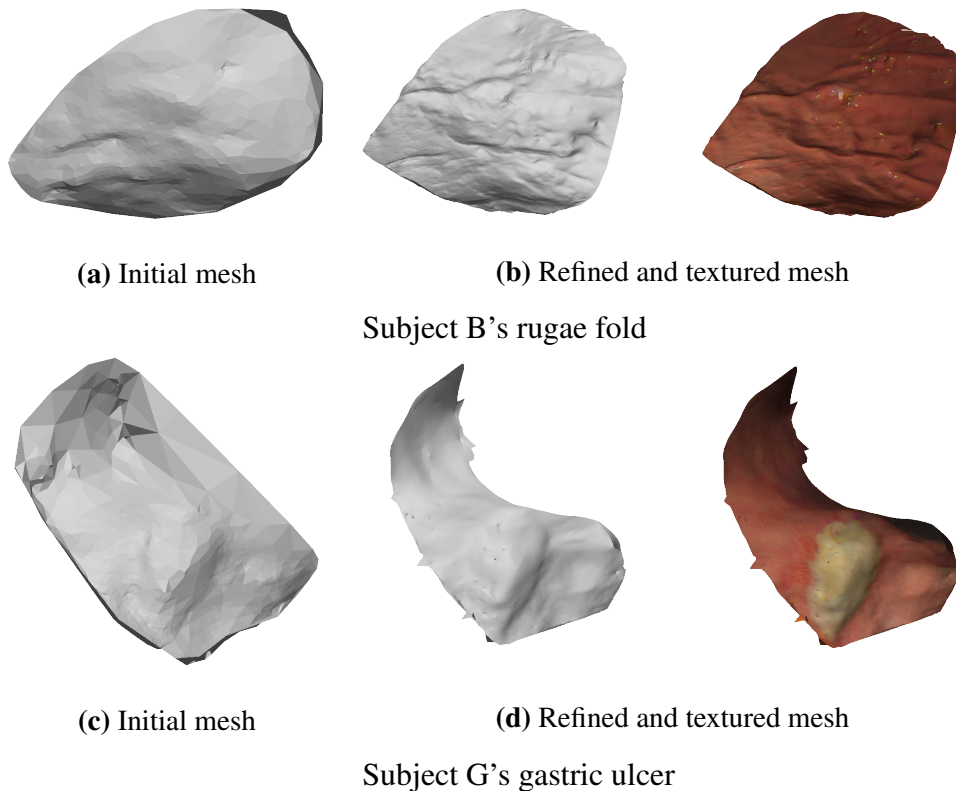 (a) Initial mesh
(b) Refined and textured mesh
Subject B’s rugae fold
(c) Initial mesh
(d) Refined and textured mesh
Subject G’s gastric ulcer